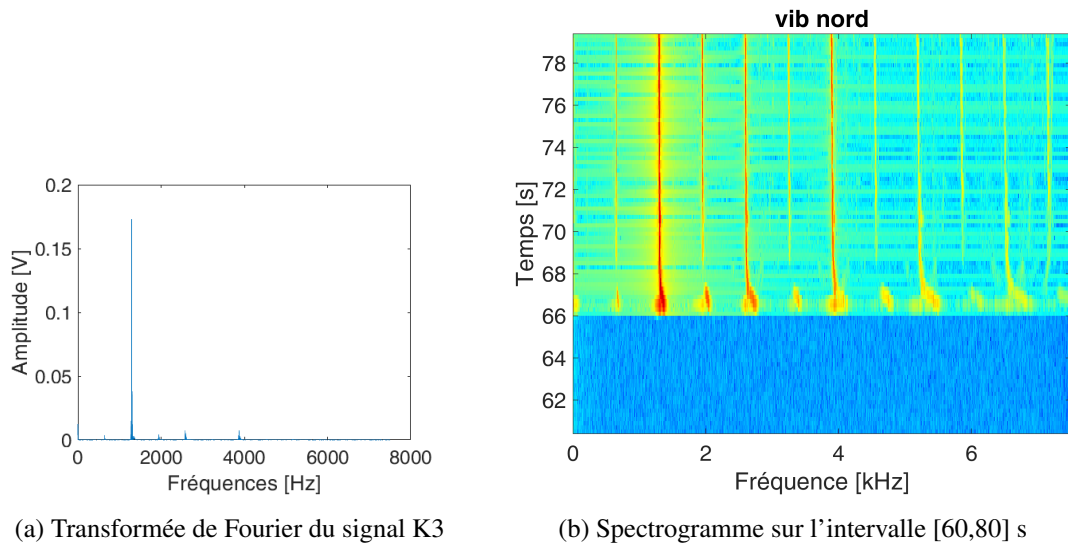 vib nord
0.2
0.15
0.1
0.05
0
Amplitude [V]
0 2000 4000 6000 8000
Fréquences [Hz]
78
76
74
72
70
68
66
64
62
Temps [s]
0 2 4 6
Fréquence [kHz]
(a) Transformée de Fourier du signal K3
(b) Spectrogramme sur l'intervalle [60,80] s